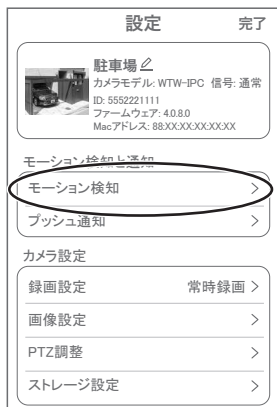 設定 完了
駐車場
カメラモデル: WTW-IPC 信号: 通常
ID: 5552221111
ファームウェア: 4.0.8.0
Macアドレス: 88:XX:XX:XX:XX:XX
モーション検知と通知
モーション検知
プッシュ通知
カメラ設定
録画設定 常時録画
画像設定
PTZ調整
ストレージ設定